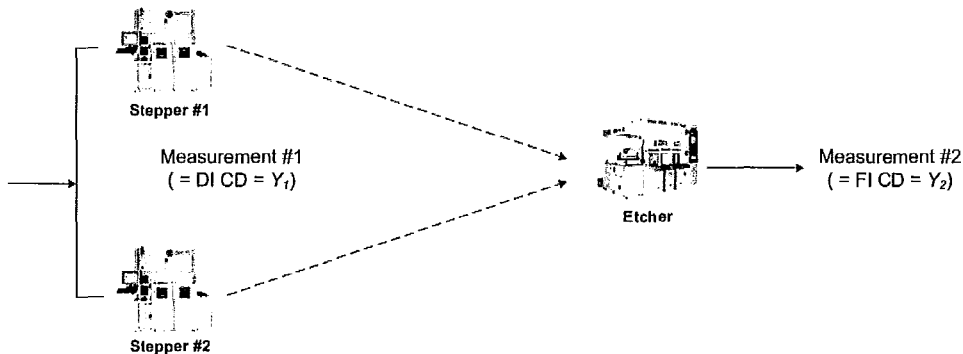 Stepper #1
Measurement #1
( = DI CD = Y₁)
Stepper #2
Etcher
Measurement #2
( = FI CD = Y₂)